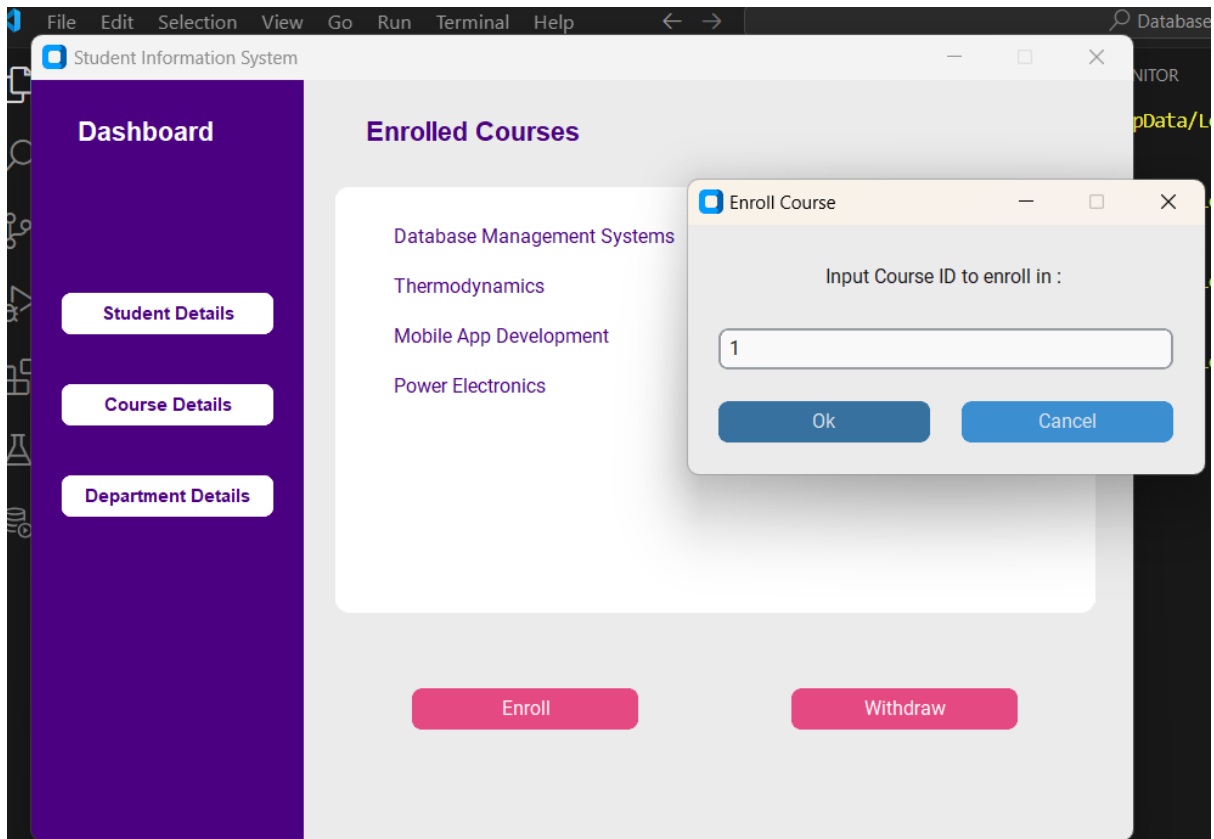 File Edit Selection View Go Run Terminal Help Database
Student Information System
NITOR
Dashboard
Enrolled Courses
pData/L
Enroll Course
Database Management Systems
Input Course ID to enroll in :
Thermodynamics
Student Details
Mobile App Development
1
Power Electronics
Course Details
Ok Cancel
Department Details
Enroll Withdraw